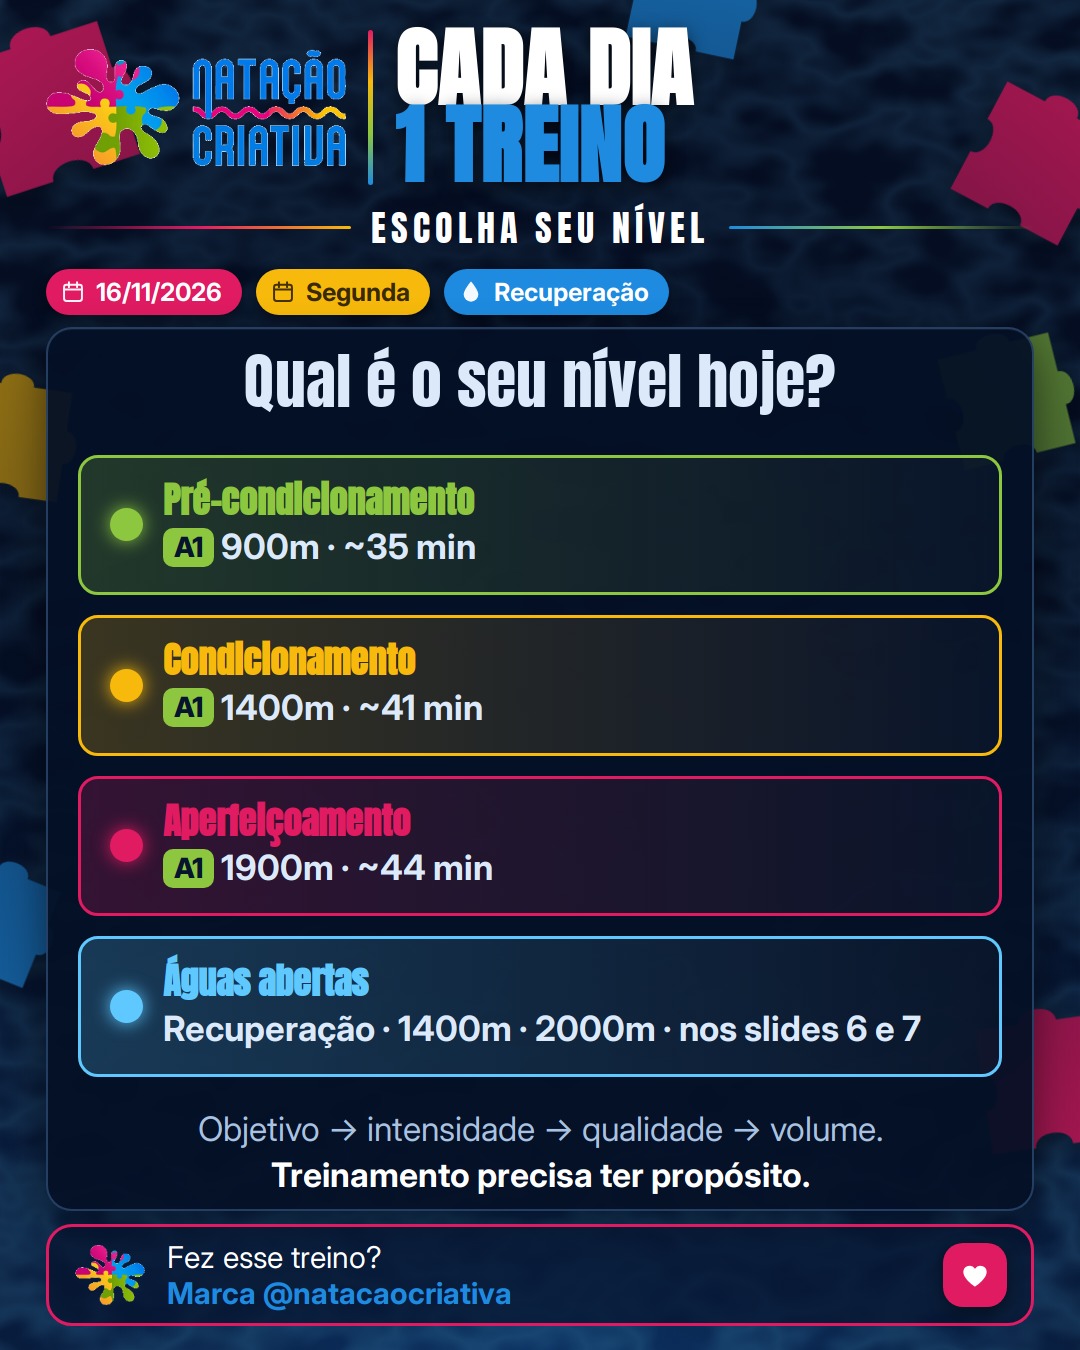 NATAÇÃO
CRIATIVA
CADA DIA
1 TREINO
ESCOLHA SEU NÍVEL
16/11/2026
Segunda
Recuperação
Qual é o seu nível hoje?
Pré-condicionamento
A1 900m · ~35 min
Condicionamento
A1 1400m · ~41 min
Aperfeiçoamento
A1 1900m · ~44 min
Águas abertas
Recuperação · 1400m · 2000m · nos slides 6 e 7
Objetivo → intensidade → qualidade → volume.
Treinamento precisa ter propósito.
Fez esse treino?
Marca @natacaocriativa